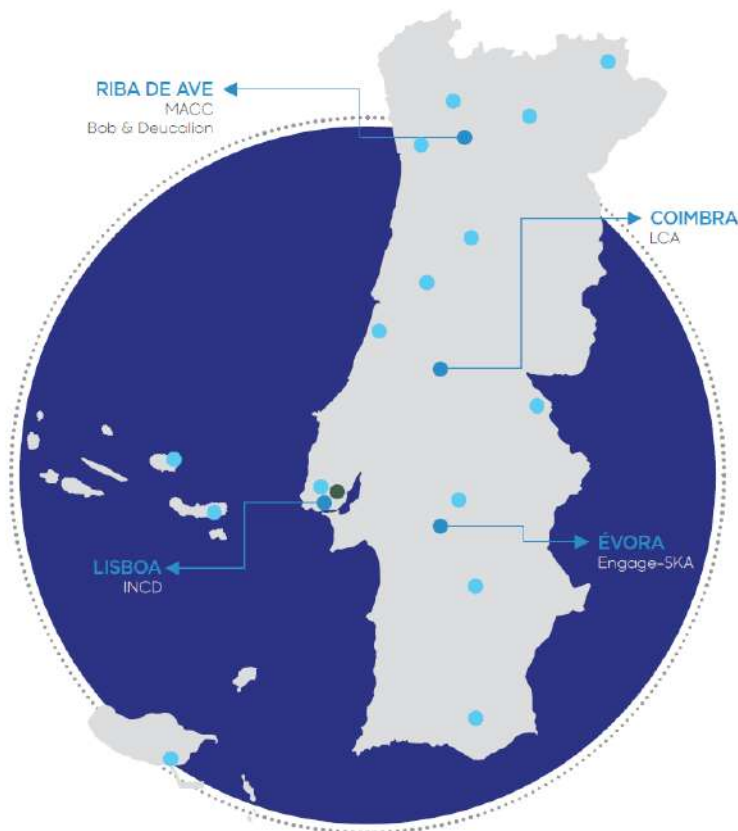 RIBA DE AVE
MACC
Bob & Deucalion
COIMBRA
LCA
LISBOA
INCD
ÉVORA
Engage-SKA